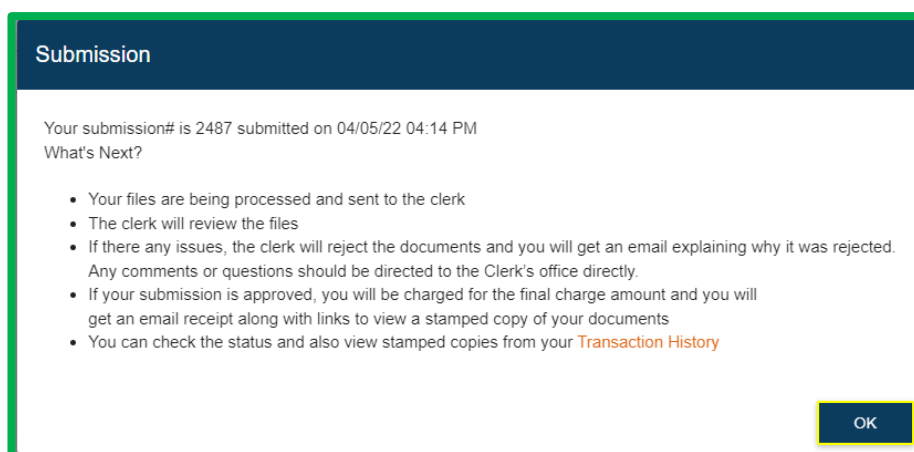 Submission
Your submission# is 2487 submitted on 04/05/22 04:14 PM
What's Next?
• Your files are being processed and sent to the clerk
• The clerk will review the files
• If there any issues, the clerk will reject the documents and you will get an email explaining why it was rejected.
Any comments or questions should be directed to the Clerk's office directly.
• If your submission is approved, you will be charged for the final charge amount and you will
get an email receipt along with links to view a stamped copy of your documents
• You can check the status and also view stamped copies from your Transaction History
OK